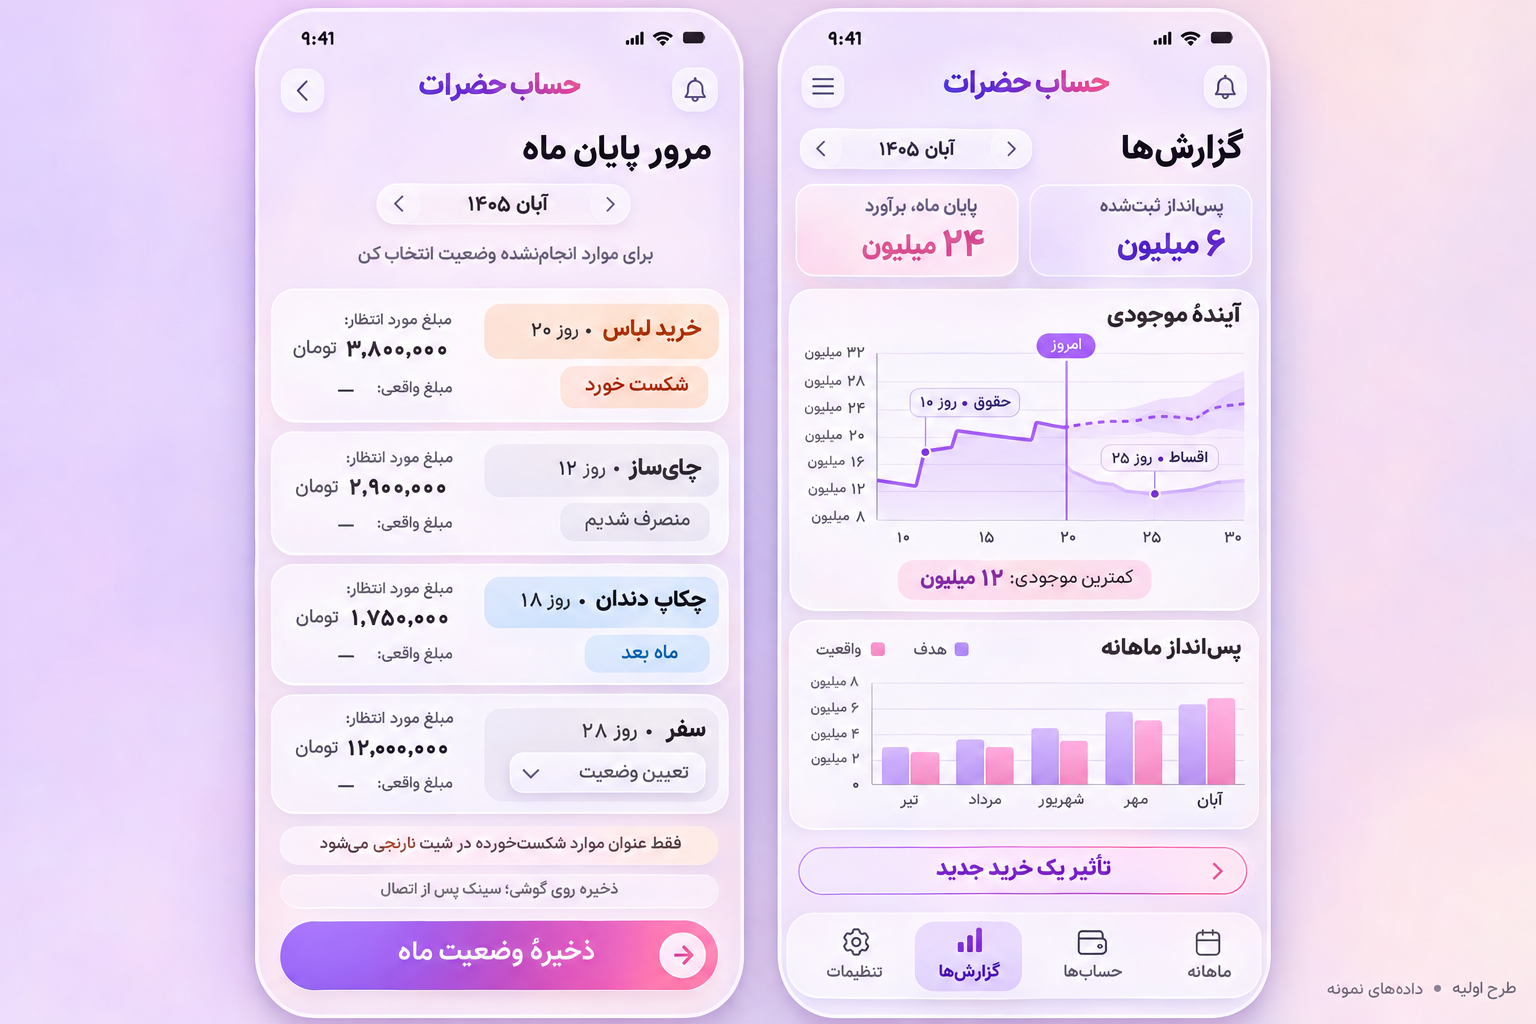 ۹:41
حساب حضرات
گزارش‌ها
آبان ۱۴۰۵
پس‌انداز ثبت‌شده
۶ میلیون
پایان ماه، برآورد
۲۴ میلیون
آیندهٔ موجودی
امروز
۳۲ میلیون
۲۸ میلیون
۲۴ میلیون
۲۰ میلیون
۱۶ میلیون
۱۲ میلیون
۸ میلیون
حقوق • روز ۱۰
اقساط • روز ۲۵
۱۰
۱۵
۲۰
۲۵
۳۰
کمترین موجودی: ۱۲ میلیون
پس‌انداز ماهانه
هدف
واقعیت
۸ میلیون
۶ میلیون
۴ میلیون
۲ میلیون
۰
تیر
مرداد
شهریور
مهر
آبان
تأثیر یک خرید جدید
ماهانه
حساب‌ها
گزارش‌ها
تنظیمات
۹:41
حساب حضرات
مرور پایان ماه
آبان ۱۴۰۵
برای موارد انجام‌نشده وضعیت انتخاب کن
خرید لباس • روز ۲۰
شکست خورد
مبلغ مورد انتظار:
۳,۸۰۰,۰۰۰ تومان
مبلغ واقعی: —
چای‌ساز • روز ۱۲
منصرف شدیم
مبلغ مورد انتظار:
۲,۹۰۰,۰۰۰ تومان
مبلغ واقعی: —
چکاپ دندان • روز ۱۸
ماه بعد
مبلغ مورد انتظار:
۱,۷۵۰,۰۰۰ تومان
مبلغ واقعی: —
سفر • روز ۲۸
تعیین وضعیت
مبلغ مورد انتظار:
۱۲,۰۰۰,۰۰۰ تومان
مبلغ واقعی: —
فقط عنوان موارد شکست‌خورده در شیت نارنجی می‌شود
ذخیره روی گوشی؛ سینک پس از اتصال
ذخیرهٔ وضعیت ماه
طرح اولیه • داده‌های نمونه